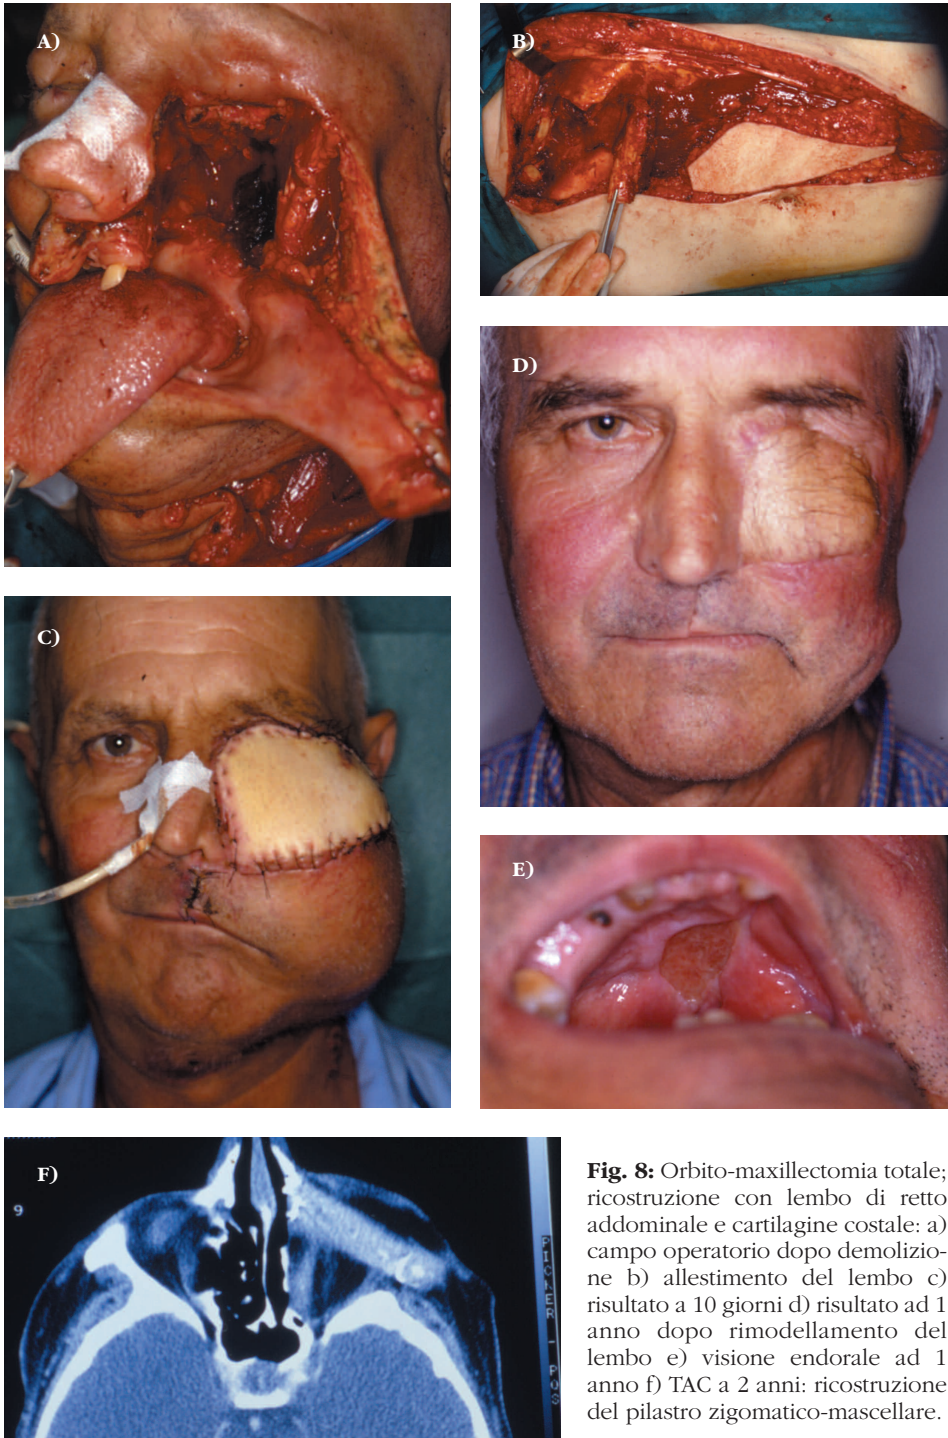 A)
B)
D)
C)
E)
F)
9
PICKER - PQS
Fig. 8: Orbito-maxillectomia totale;
ricostruzione con lembo di retto
addominale e cartilagine costale: a)
campo operatorio dopo demolizio-
ne b) allestimento del lembo c)
risultato a 10 giorni d) risultato ad 1
anno dopo rimodellamento del
lembo e) visione endorale ad 1
anno f) TAC a 2 anni: ricostruzione
del pilastro zigomatico-mascellare.